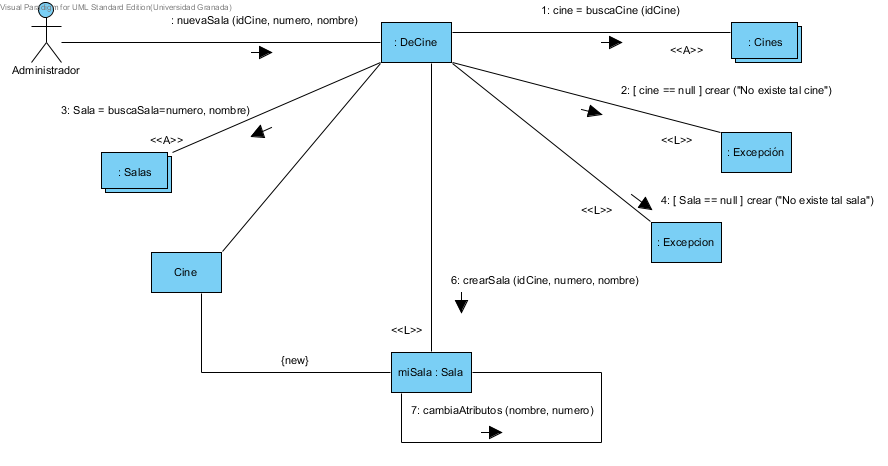 Visual Paradigm for UML Standard Edition(Universidad Granada)
: nuevaSala (idCine, numero, nombre)
1: cine = buscaCine (idCine)
: DeCine
: Cines
<<A>>
Administrador
2: [ cine == null ] crear ("No existe tal cine")
3: Sala = buscaSala=numero, nombre)
<<A>>
<<L>>
: Excepción
: Salas
4: [ Sala == null ] crear ("No existe tal sala")
<<L>>
: Excepcion
Cine
6: crearSala (idCine, numero, nombre)
<<L>>
{new}
miSala : Sala
7: cambiaAtributos (nombre, numero)